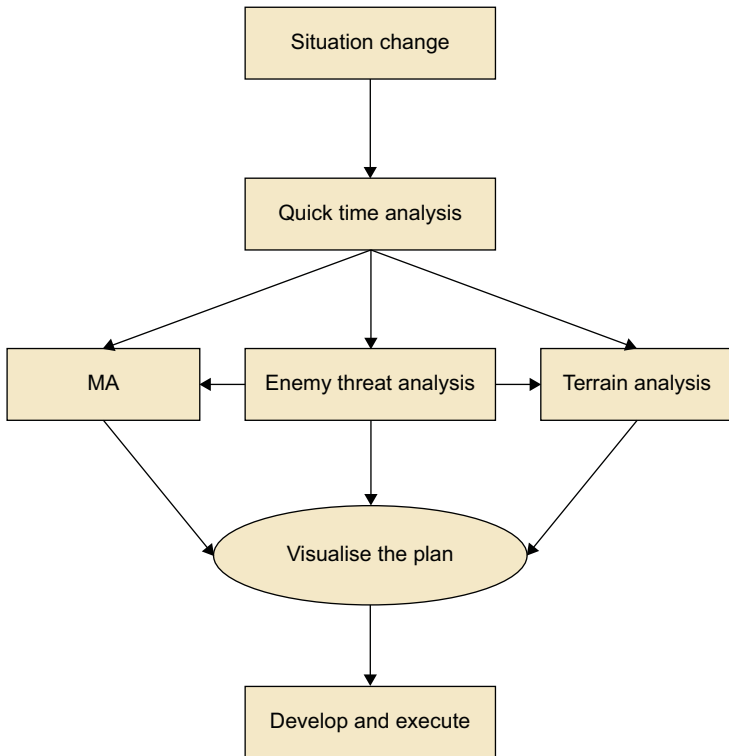 Situation change
Quick time analysis
MA
Enemy threat analysis
Terrain analysis
Visualise the plan
Develop and execute